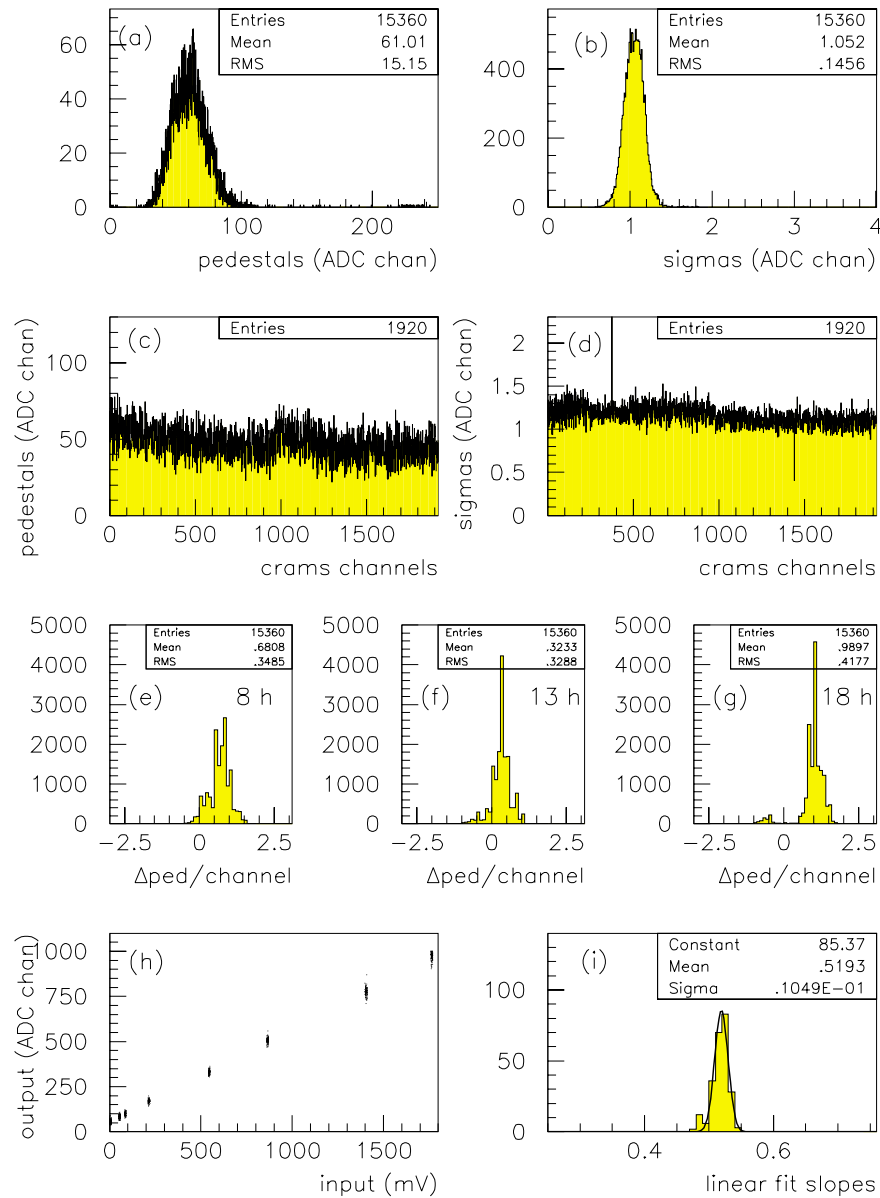 (a)
Entries 15360
Mean 61.01
RMS 15.15
60
40
20
0
0 100 200
pedestals (ADC chan)
(b)
Entries 15360
Mean 1.052
RMS .1456
400
200
0
0 1 2 3 4
sigmas (ADC chan)
(c)
Entries 1920
pedestals (ADC chan)
100
50
0
0 500 1000 1500
crams channels
(d)
Entries 1920
sigmas (ADC chan)
2
1.5
1
0.5
0
500 1000 1500
crams channels
(e)
8 h
Entries 15360
Mean .6808
RMS .3485
5000
4000
3000
2000
1000
0
−2.5 0 2.5
Δped/channel
(f)
13 h
Entries 15360
Mean .3233
RMS .3288
5000
4000
3000
2000
1000
0
−2.5 0 2.5
Δped/channel
(g)
18 h
Entries 15360
Mean .9897
RMS .4177
5000
4000
3000
2000
1000
0
−2.5 0 2.5
Δped/channel
(h)
output (ADC chan)
1000
750
500
250
0
0 500 1000 1500
input (mV)
(i)
Constant 85.37
Mean .5193
Sigma .1049E−01
100
50
0
0.4 0.6
linear fit slopes